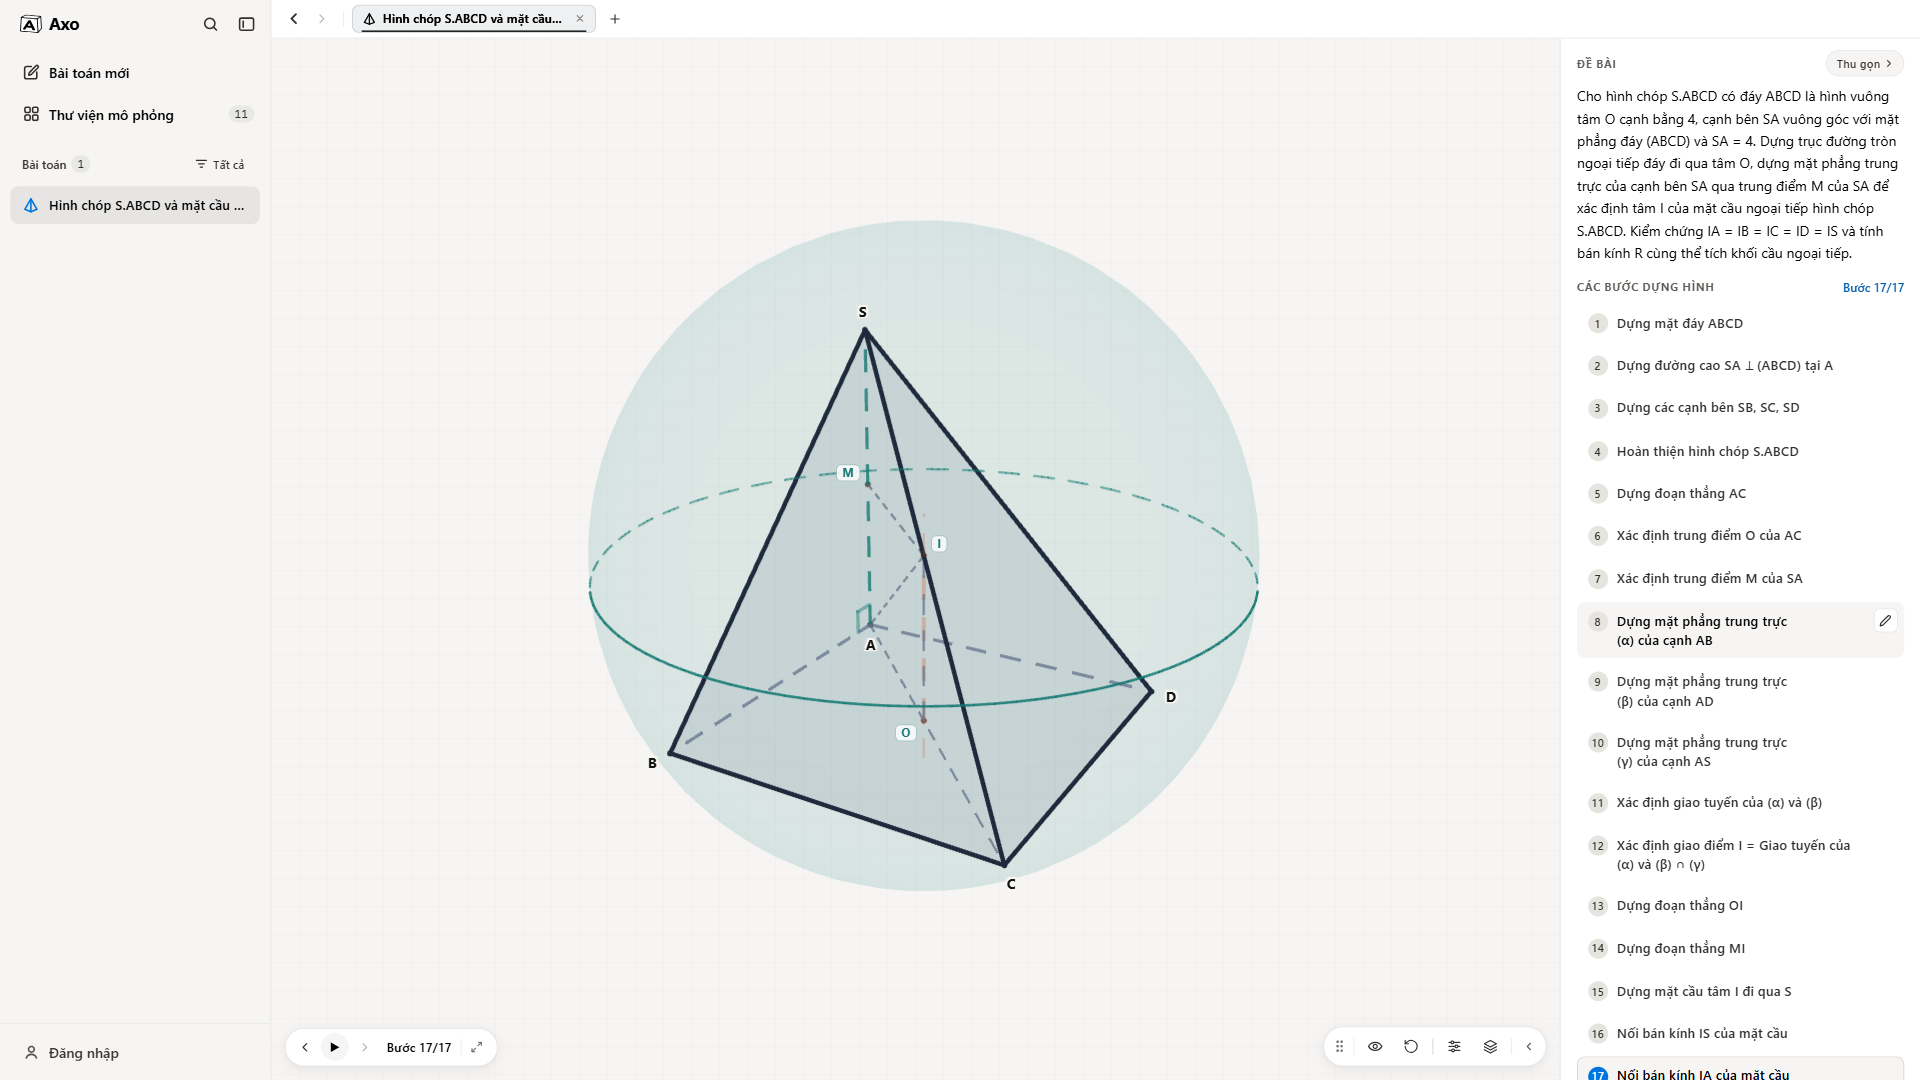 Axo
Bài toán mới
Thư viện mô phỏng
11
Bài toán 1
Tất cả
Hình chóp S.ABCD và mặt cầu ...
Đăng nhập
Hình chóp S.ABCD và mặt cầu...
S
M
I
A
D
O
B
C
Bước 17/17
ĐỀ BÀI
Thu gọn
Cho hình chóp S.ABCD có đáy ABCD là hình vuông
tâm O cạnh bằng 4, cạnh bên SA vuông góc với mặt
phẳng đáy (ABCD) và SA = 4. Dựng trục đường tròn
ngoại tiếp đáy đi qua tâm O, dựng mặt phẳng trung
trực của cạnh bên SA qua trung điểm M của SA để
xác định tâm I của mặt cầu ngoại tiếp hình chóp
S.ABCD. Kiểm chứng IA = IB = IC = ID = IS và tính
bán kính R cùng thể tích khối cầu ngoại tiếp.
CÁC BƯỚC DỰNG HÌNH
Bước 17/17
1 Dựng mặt đáy ABCD
2 Dựng đường cao SA ⊥ (ABCD) tại A
3 Dựng các cạnh bên SB, SC, SD
4 Hoàn thiện hình chóp S.ABCD
5 Dựng đoạn thẳng AC
6 Xác định trung điểm O của AC
7 Xác định trung điểm M của SA
8 Dựng mặt phẳng trung trực
(α) của cạnh AB
9 Dựng mặt phẳng trung trực
(β) của cạnh AD
10 Dựng mặt phẳng trung trực
(γ) của cạnh AS
11 Xác định giao tuyến của (α) và (β)
12 Xác định giao điểm I = Giao tuyến của
(α) và (β) ∩ (γ)
13 Dựng đoạn thẳng OI
14 Dựng đoạn thẳng MI
15 Dựng mặt cầu tâm I đi qua S
16 Nối bán kính IS của mặt cầu
17 Nối bán kính IA của mặt cầu